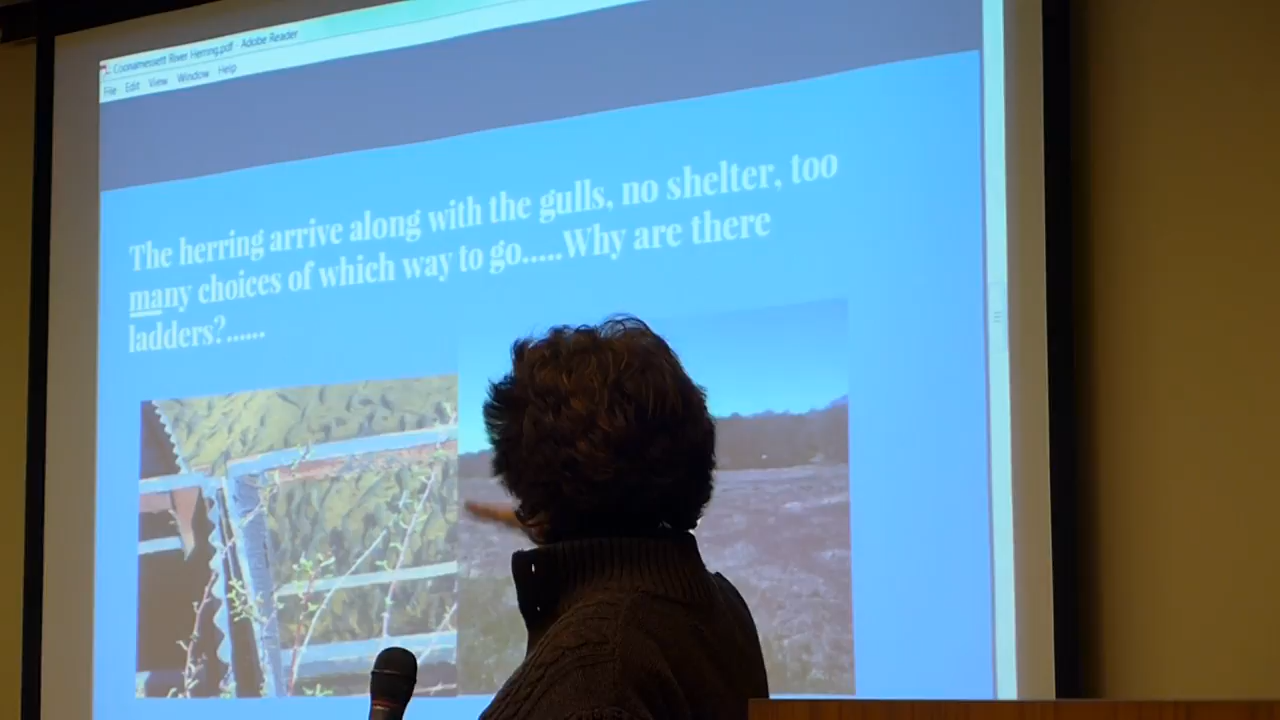 Coonamessett River Herring.pdf - Adobe Reader
File Edit View Window Help
The herring arrive along with the gulls, no shelter, too
many choices of which way to go.....Why are there
ladders?......